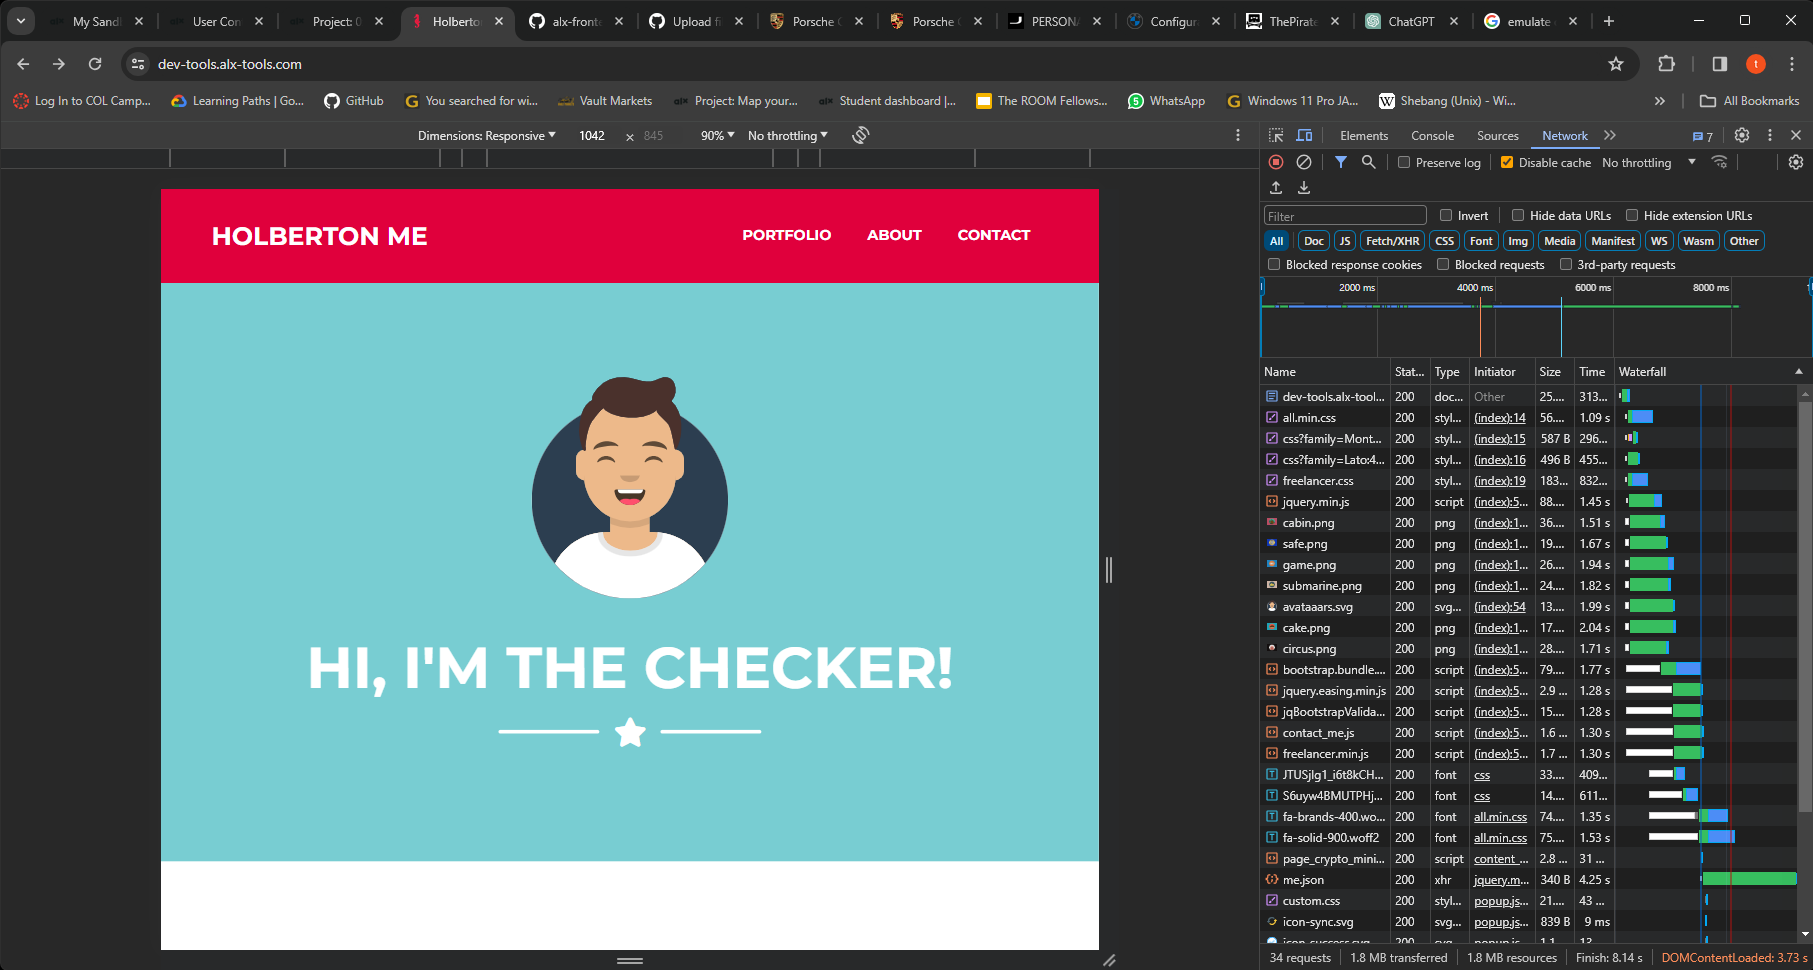 My Sandl
User Con
Project: 0
Holberto
alx-fronte
Upload fi
Porsche C
Porsche C
PERSONA
Configura
ThePirate
ChatGPT
emulate
dev-tools.alx-tools.com
t
Log In to COL Camp...
Learning Paths | Go...
GitHub
You searched for wi...
Vault Markets
Project: Map your...
Student dashboard |...
The ROOM Fellows...
WhatsApp
Windows 11 Pro JA...
Shebang (Unix) - Wi...
All Bookmarks
Dimensions: Responsive 1042 × 845 90% No throttling
Elements Console Sources Network 7
Preserve log Disable cache No throttling
Filter Invert Hide data URLs Hide extension URLs
All Doc JS Fetch/XHR CSS Font Img Media Manifest WS Wasm Other
Blocked response cookies Blocked requests 3rd-party requests
2000 ms 4000 ms 6000 ms 8000 ms
HOLBERTON ME
PORTFOLIO ABOUT CONTACT
HI, I'M THE CHECKER!
Name Stat... Type Initiator Size Time Waterfall
dev-tools.alx-tool... 200 doc... Other 25.... 313...
all.min.css 200 styl... (index):14 56.... 1.09 s
css?family=Mont... 200 styl... (index):15 587 B 296...
css?family=Lato:4... 200 styl... (index):16 496 B 455...
freelancer.css 200 styl... (index):19 183... 832...
jquery.min.js 200 script (index):5... 88.... 1.45 s
cabin.png 200 png (index):1... 36.... 1.51 s
safe.png 200 png (index):1... 19.... 1.67 s
game.png 200 png (index):1... 26.... 1.94 s
submarine.png 200 png (index):1... 24.... 1.82 s
avataaars.svg 200 svg... (index):54 13.... 1.99 s
cake.png 200 png (index):1... 17.... 2.04 s
circus.png 200 png (index):1... 28.... 1.71 s
bootstrap.bundle.... 200 script (index):5... 79.... 1.77 s
jquery.easing.min.js 200 script (index):5... 2.9 ... 1.28 s
jqBootstrapValida... 200 script (index):5... 15.... 1.28 s
contact_me.js 200 script (index):5... 1.6 ... 1.30 s
freelancer.min.js 200 script (index):5... 1.7 ... 1.30 s
JTUSjIg1_i6t8kCH... 200 font css 33.... 409...
S6uyw4BMUTPHj... 200 font css 14.... 611...
fa-brands-400.wo... 200 font all.min.css 74.... 1.35 s
fa-solid-900.woff2 200 font all.min.css 75.... 1.53 s
page_crypto_mini... 200 script content_... 2.8 ... 31 ...
me.json 200 xhr jquery.m... 340 B 4.25 s
custom.css 200 styl... popup.js... 21.... 43 ...
icon-sync.svg 200 svg... popup.js... 839 B 9 ms
icon-success.svg 200 svg... popup.js... 1.1 ... 13 ...
34 requests 1.8 MB transferred 1.8 MB resources Finish: 8.14 s DOMContentLoaded: 3.73 s